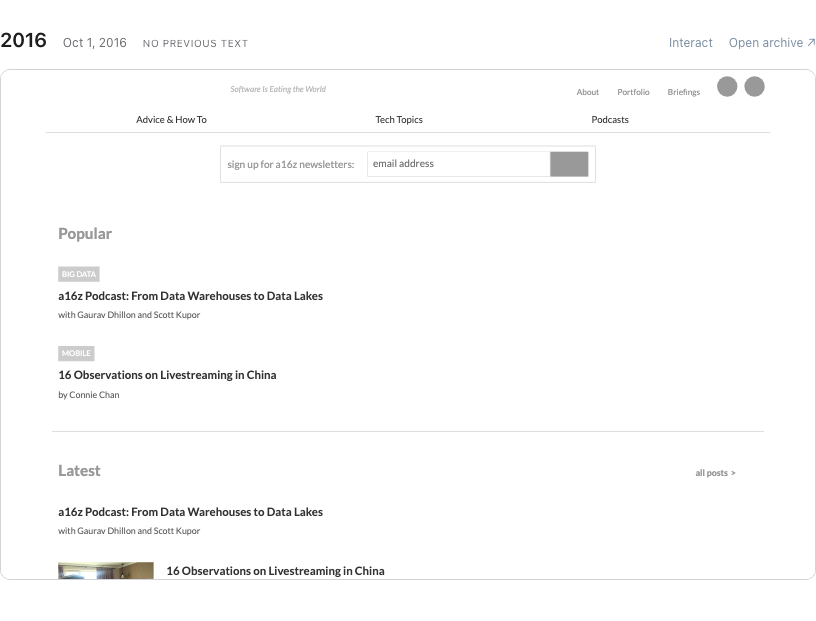 2016 Oct 1, 2016 NO PREVIOUS TEXT Interact Open archive ↗
Software Is Eating the World About Portfolio Briefings
Advice & How To Tech Topics Podcasts
sign up for a16z newsletters: email address
Popular
BIG DATA
a16z Podcast: From Data Warehouses to Data Lakes
with Gaurav Dhillon and Scott Kupor
MOBILE
16 Observations on Livestreaming in China
by Connie Chan
Latest all posts >
a16z Podcast: From Data Warehouses to Data Lakes
with Gaurav Dhillon and Scott Kupor
16 Observations on Livestreaming in China